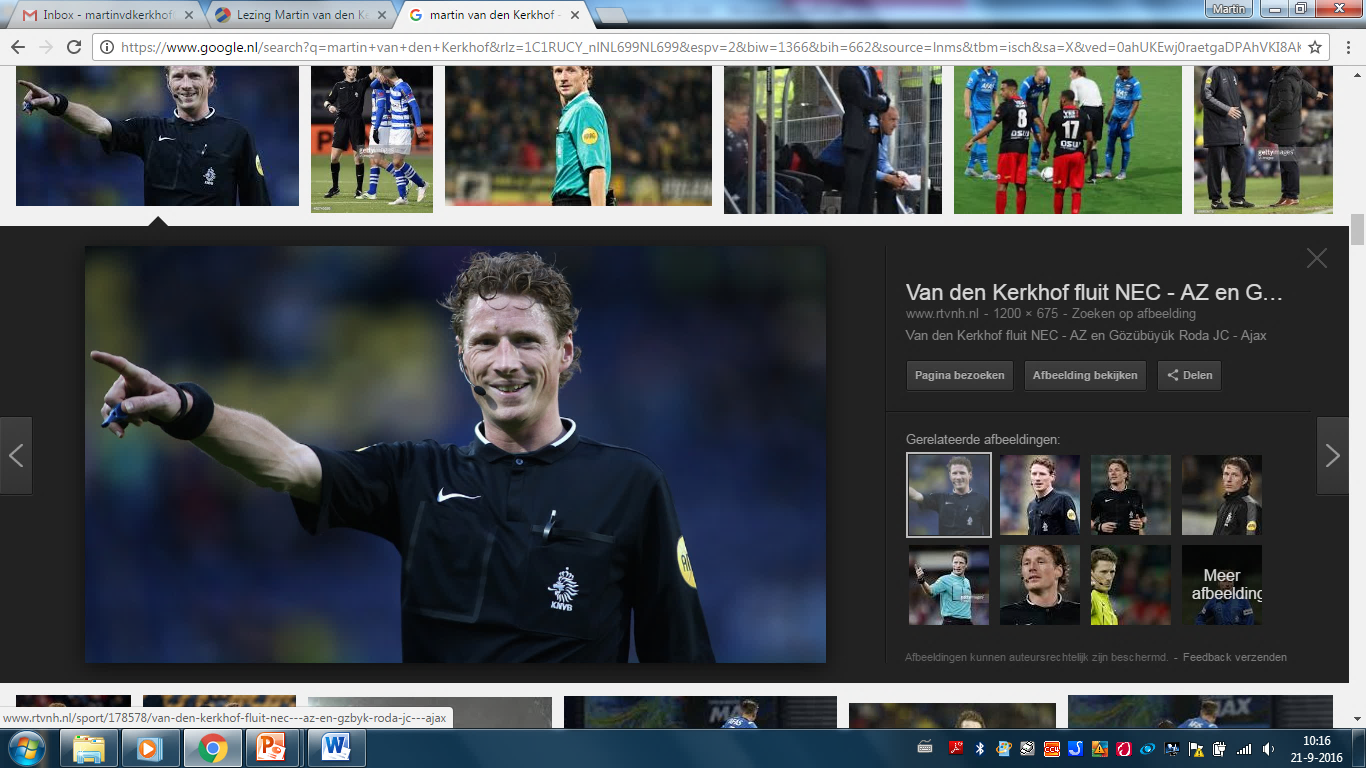 Inbox - martinvdkerkhof
Lezing Martin van den Ke
martin van den Kerkhof -
Martin
https://www.google.nl/search?q=martin+van+den+Kerkhof&rlz=1C1RUCY_nlNL699NL699&espv=2&biw=1366&bih=662&source=lnms&tbm=isch&sa=X&ved=0ahUKEwj0raetgaDPAhVKI8AK
gettyimages
8
17
gettyimages
Van den Kerkhof fluit NEC - AZ en G…
www.rtvnh.nl - 1200 × 675 - Zoeken op afbeelding
Van den Kerkhof fluit NEC - AZ en Gözübüyük Roda JC - Ajax
Pagina bezoeken
Afbeelding bekijken
Delen
KNVB
Gerelateerde afbeeldingen:
Meer
afbeelding
Afbeeldingen kunnen auteursrechtelijk zijn beschermd. - Feedback verzenden
www.rtvnh.nl/sport/178578/van-den-kerkhof-fluit-nec---az-en-gzbyk-roda-jc---ajax
10:16
21-9-2016